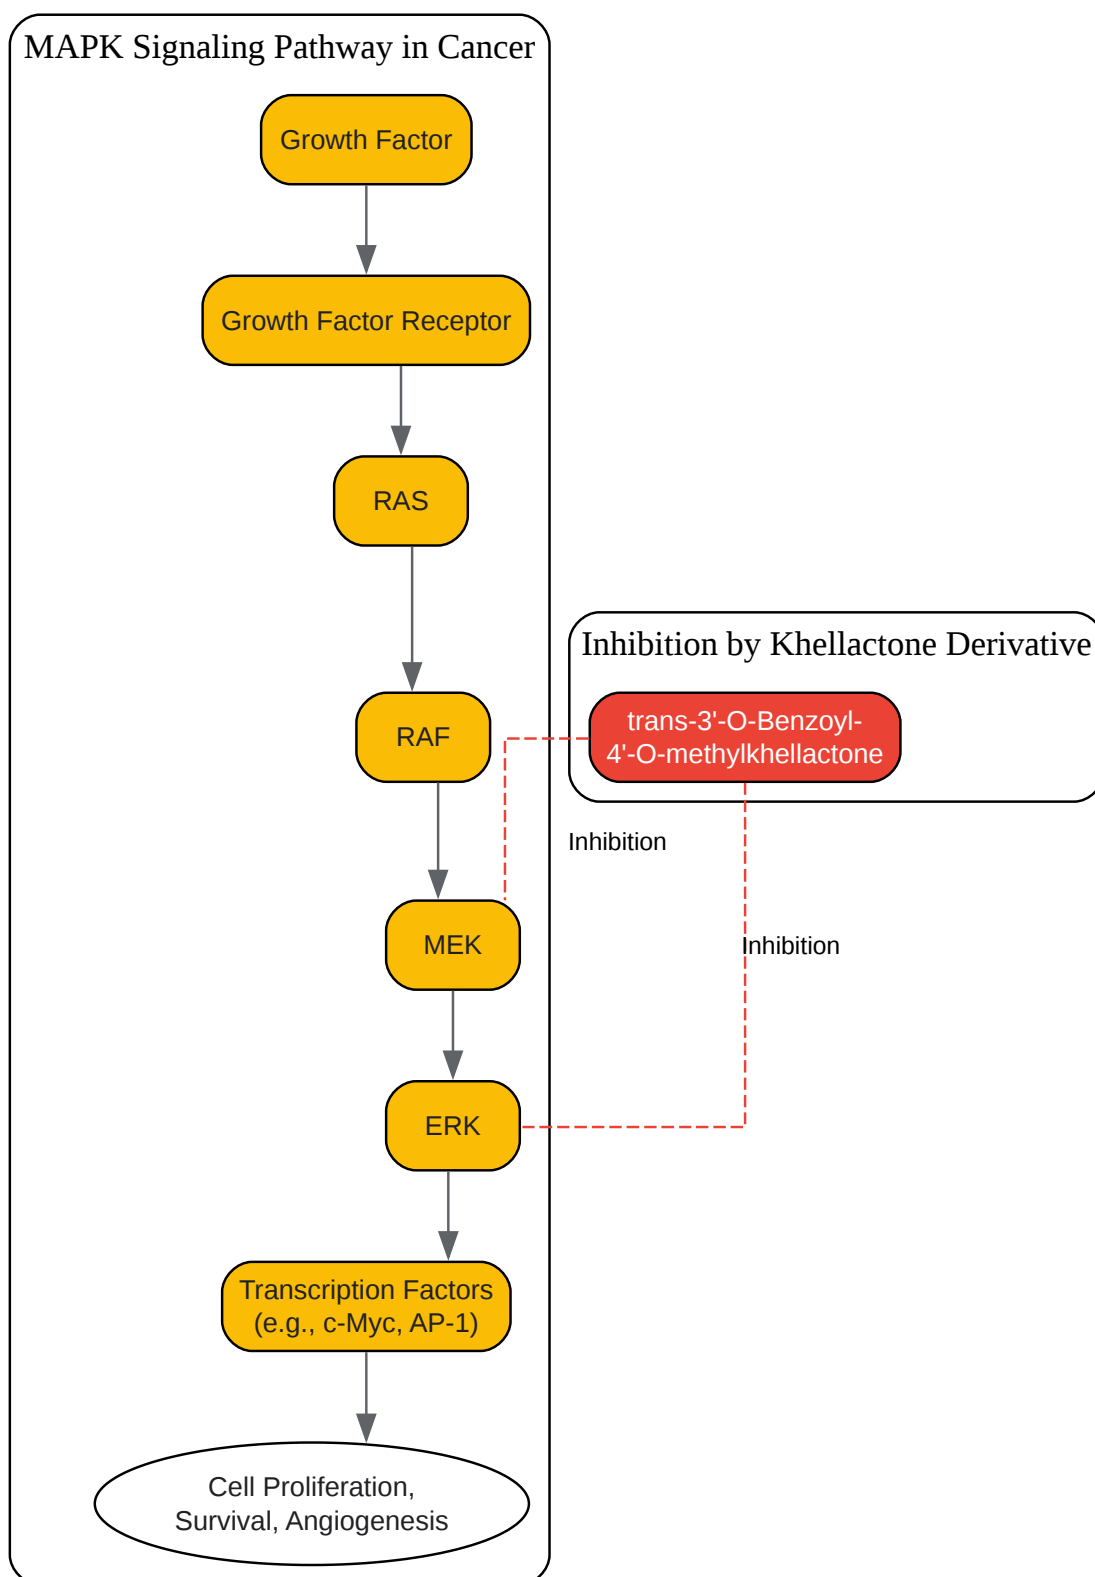 MAPK Signaling Pathway in Cancer
Growth Factor
Growth Factor Receptor
RAS
RAF
MEK
ERK
Transcription Factors
(e.g., c-Myc, AP-1)
Cell Proliferation,
Survival, Angiogenesis
Inhibition by Khellactone Derivative
trans-3'-O-Benzoyl-
4'-O-methylkhellactone
Inhibition
Inhibition